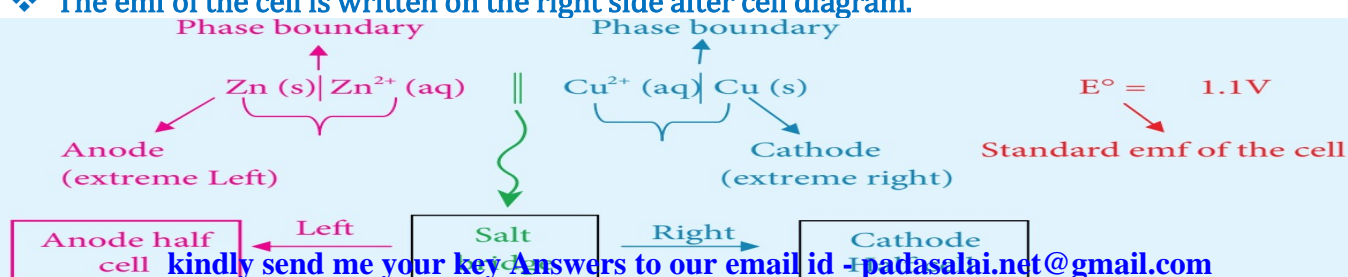 ❖ The emf of the cell is written on the right side after cell diagram.
Phase boundary Phase boundary
Zn (s)|Zn²⁺ (aq) || Cu²⁺ (aq)|Cu (s) E° = 1.1V
Anode Cathode Standard emf of the cell
(extreme Left) (extreme right)
Anode half Left Salt Right Cathode
cell kindly send me your key Answers to our email id - padasalai.net@gmail.com